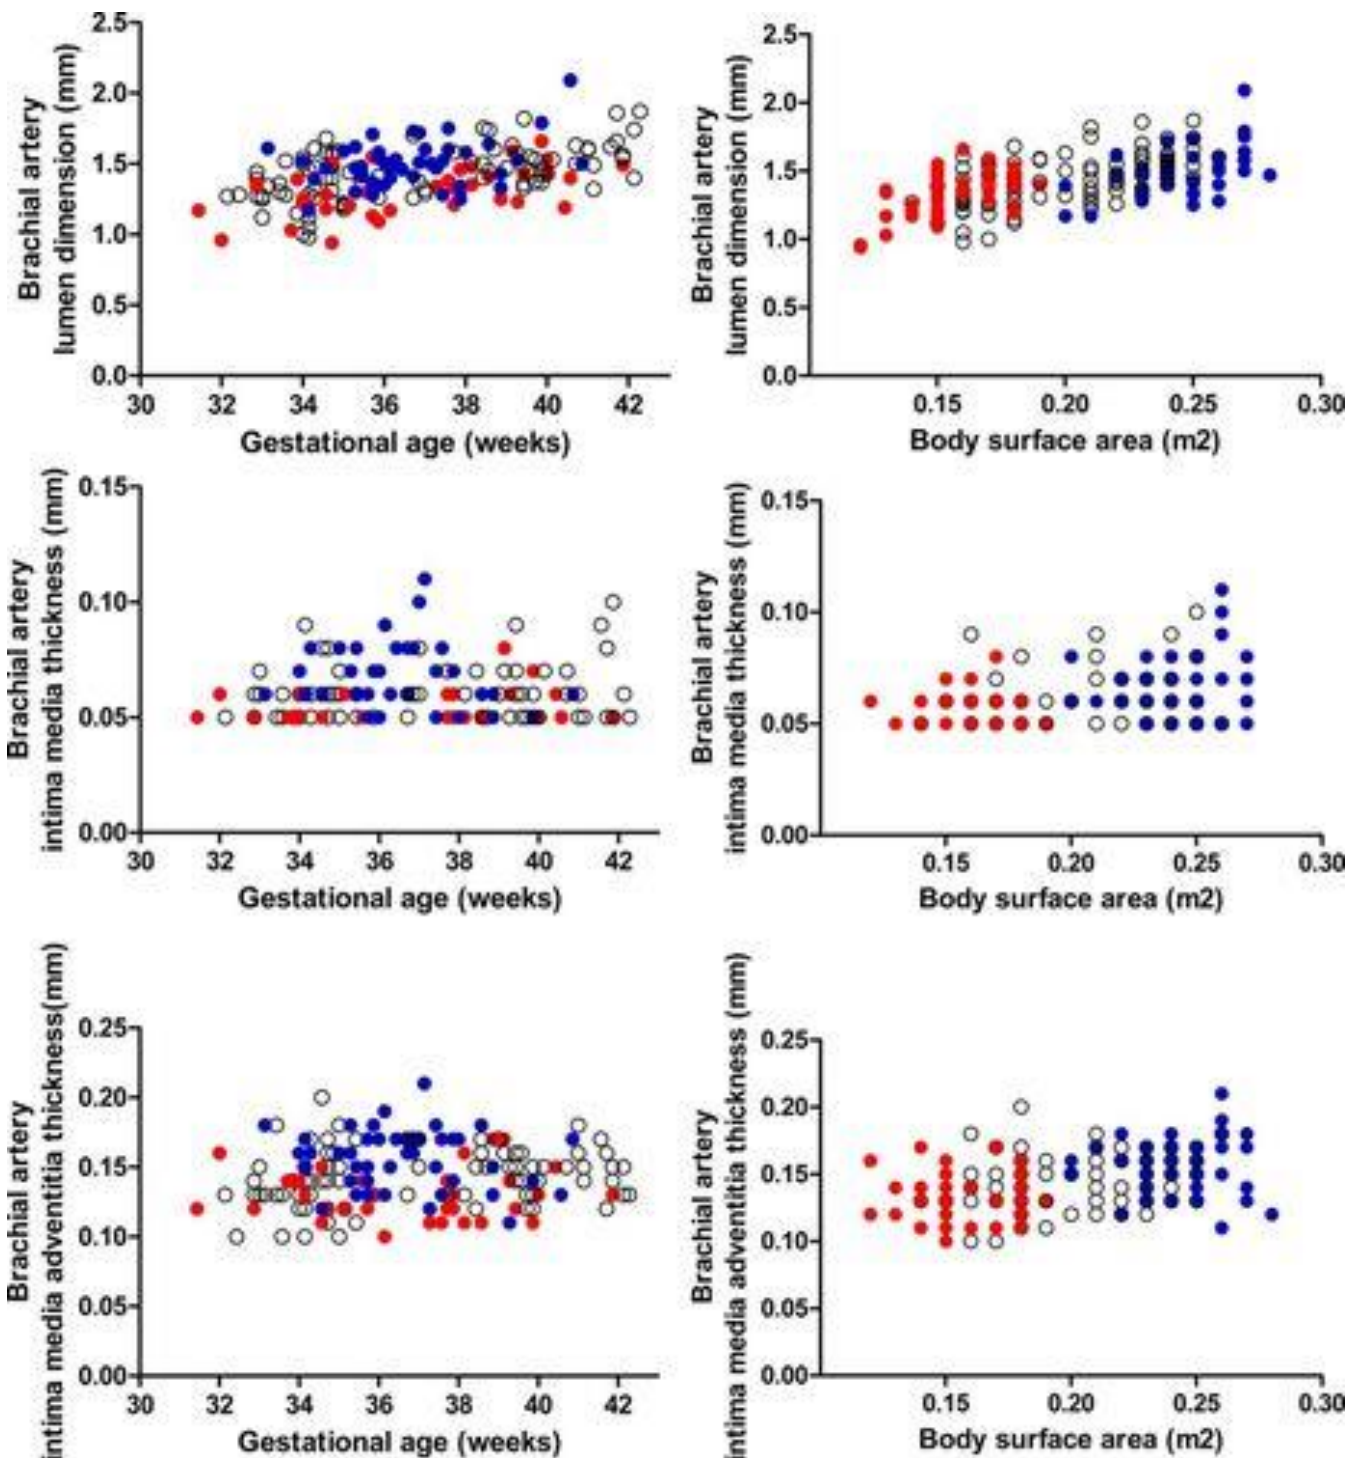 Brachial artery
lumen dimension (mm)
2.5
2.0
1.5
1.0
0.5
0.0
30 32 34 36 38 40 42
Gestational age (weeks)
Brachial artery
lumen dimension (mm)
2.5
2.0
1.5
1.0
0.5
0.0
0.15 0.20 0.25 0.30
Body surface area (m2)
Brachial artery
intima media thickness (mm)
0.15
0.10
0.05
0.00
30 32 34 36 38 40 42
Gestational age (weeks)
Brachial artery
intima media thickness (mm)
0.15
0.10
0.05
0.00
0.15 0.20 0.25 0.30
Body surface area (m2)
Brachial artery
intima media adventitia thickness(mm)
0.25
0.20
0.15
0.10
0.05
0.00
30 32 34 36 38 40 42
Gestational age (weeks)
Brachial artery
intima media adventitia thickness (mm)
0.25
0.20
0.15
0.10
0.05
0.00
0.15 0.20 0.25 0.30
Body surface area (m2)